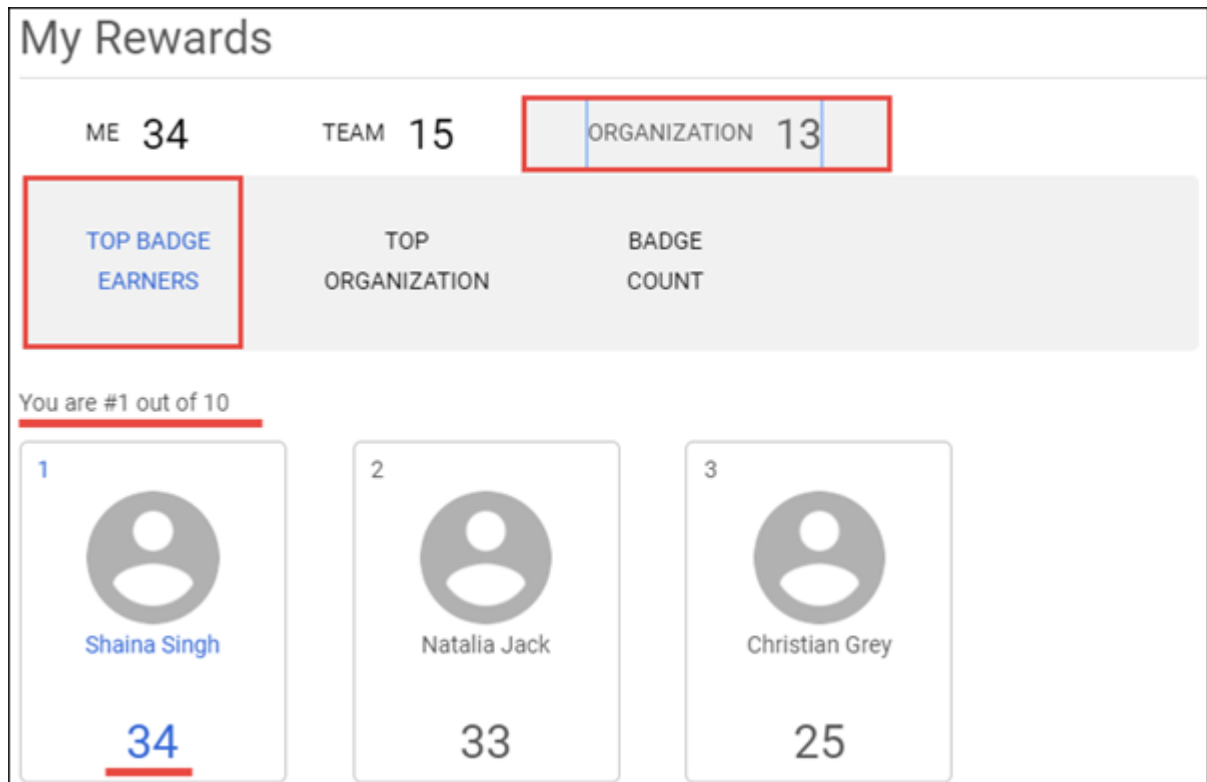 My Rewards
ME 34 TEAM 15 ORGANIZATION 13
TOP BADGE EARNERS
TOP ORGANIZATION
BADGE COUNT
You are #1 out of 10
1
Shaina Singh
34
2
Natalia Jack
33
3
Christian Grey
25